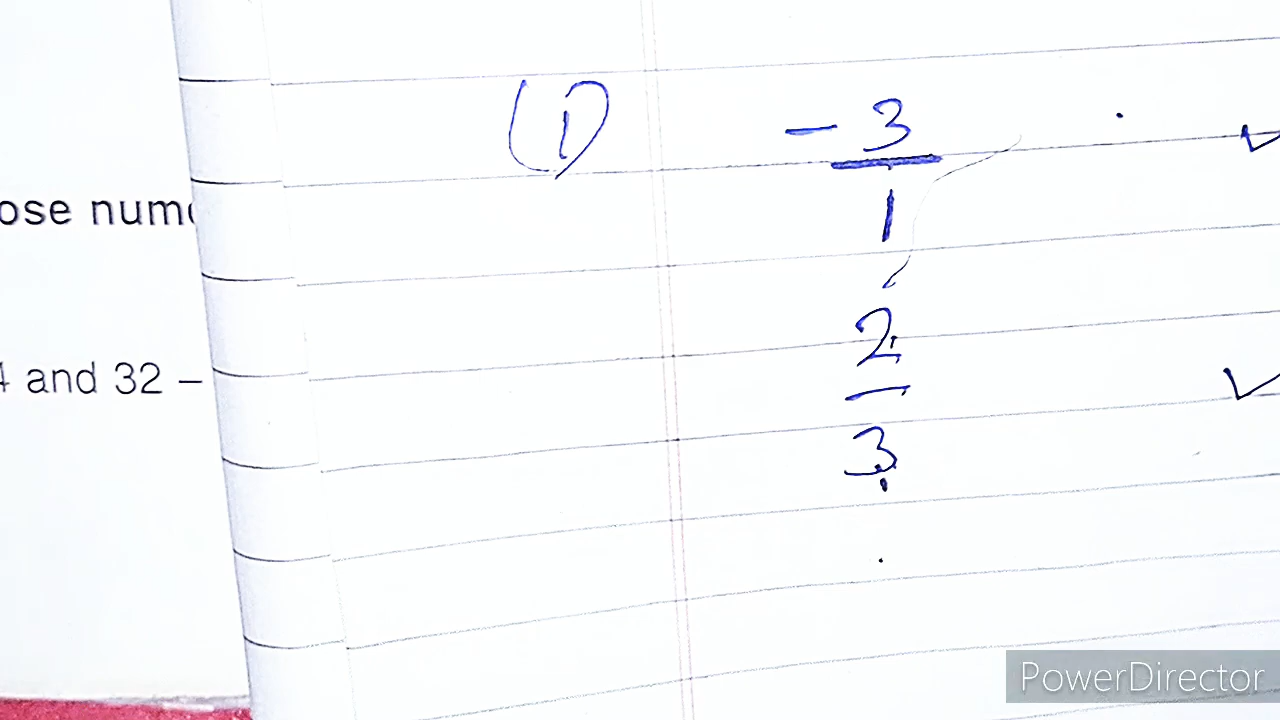 (1) -3/1
2/3
ose num
4 and 32 –
PowerDirector